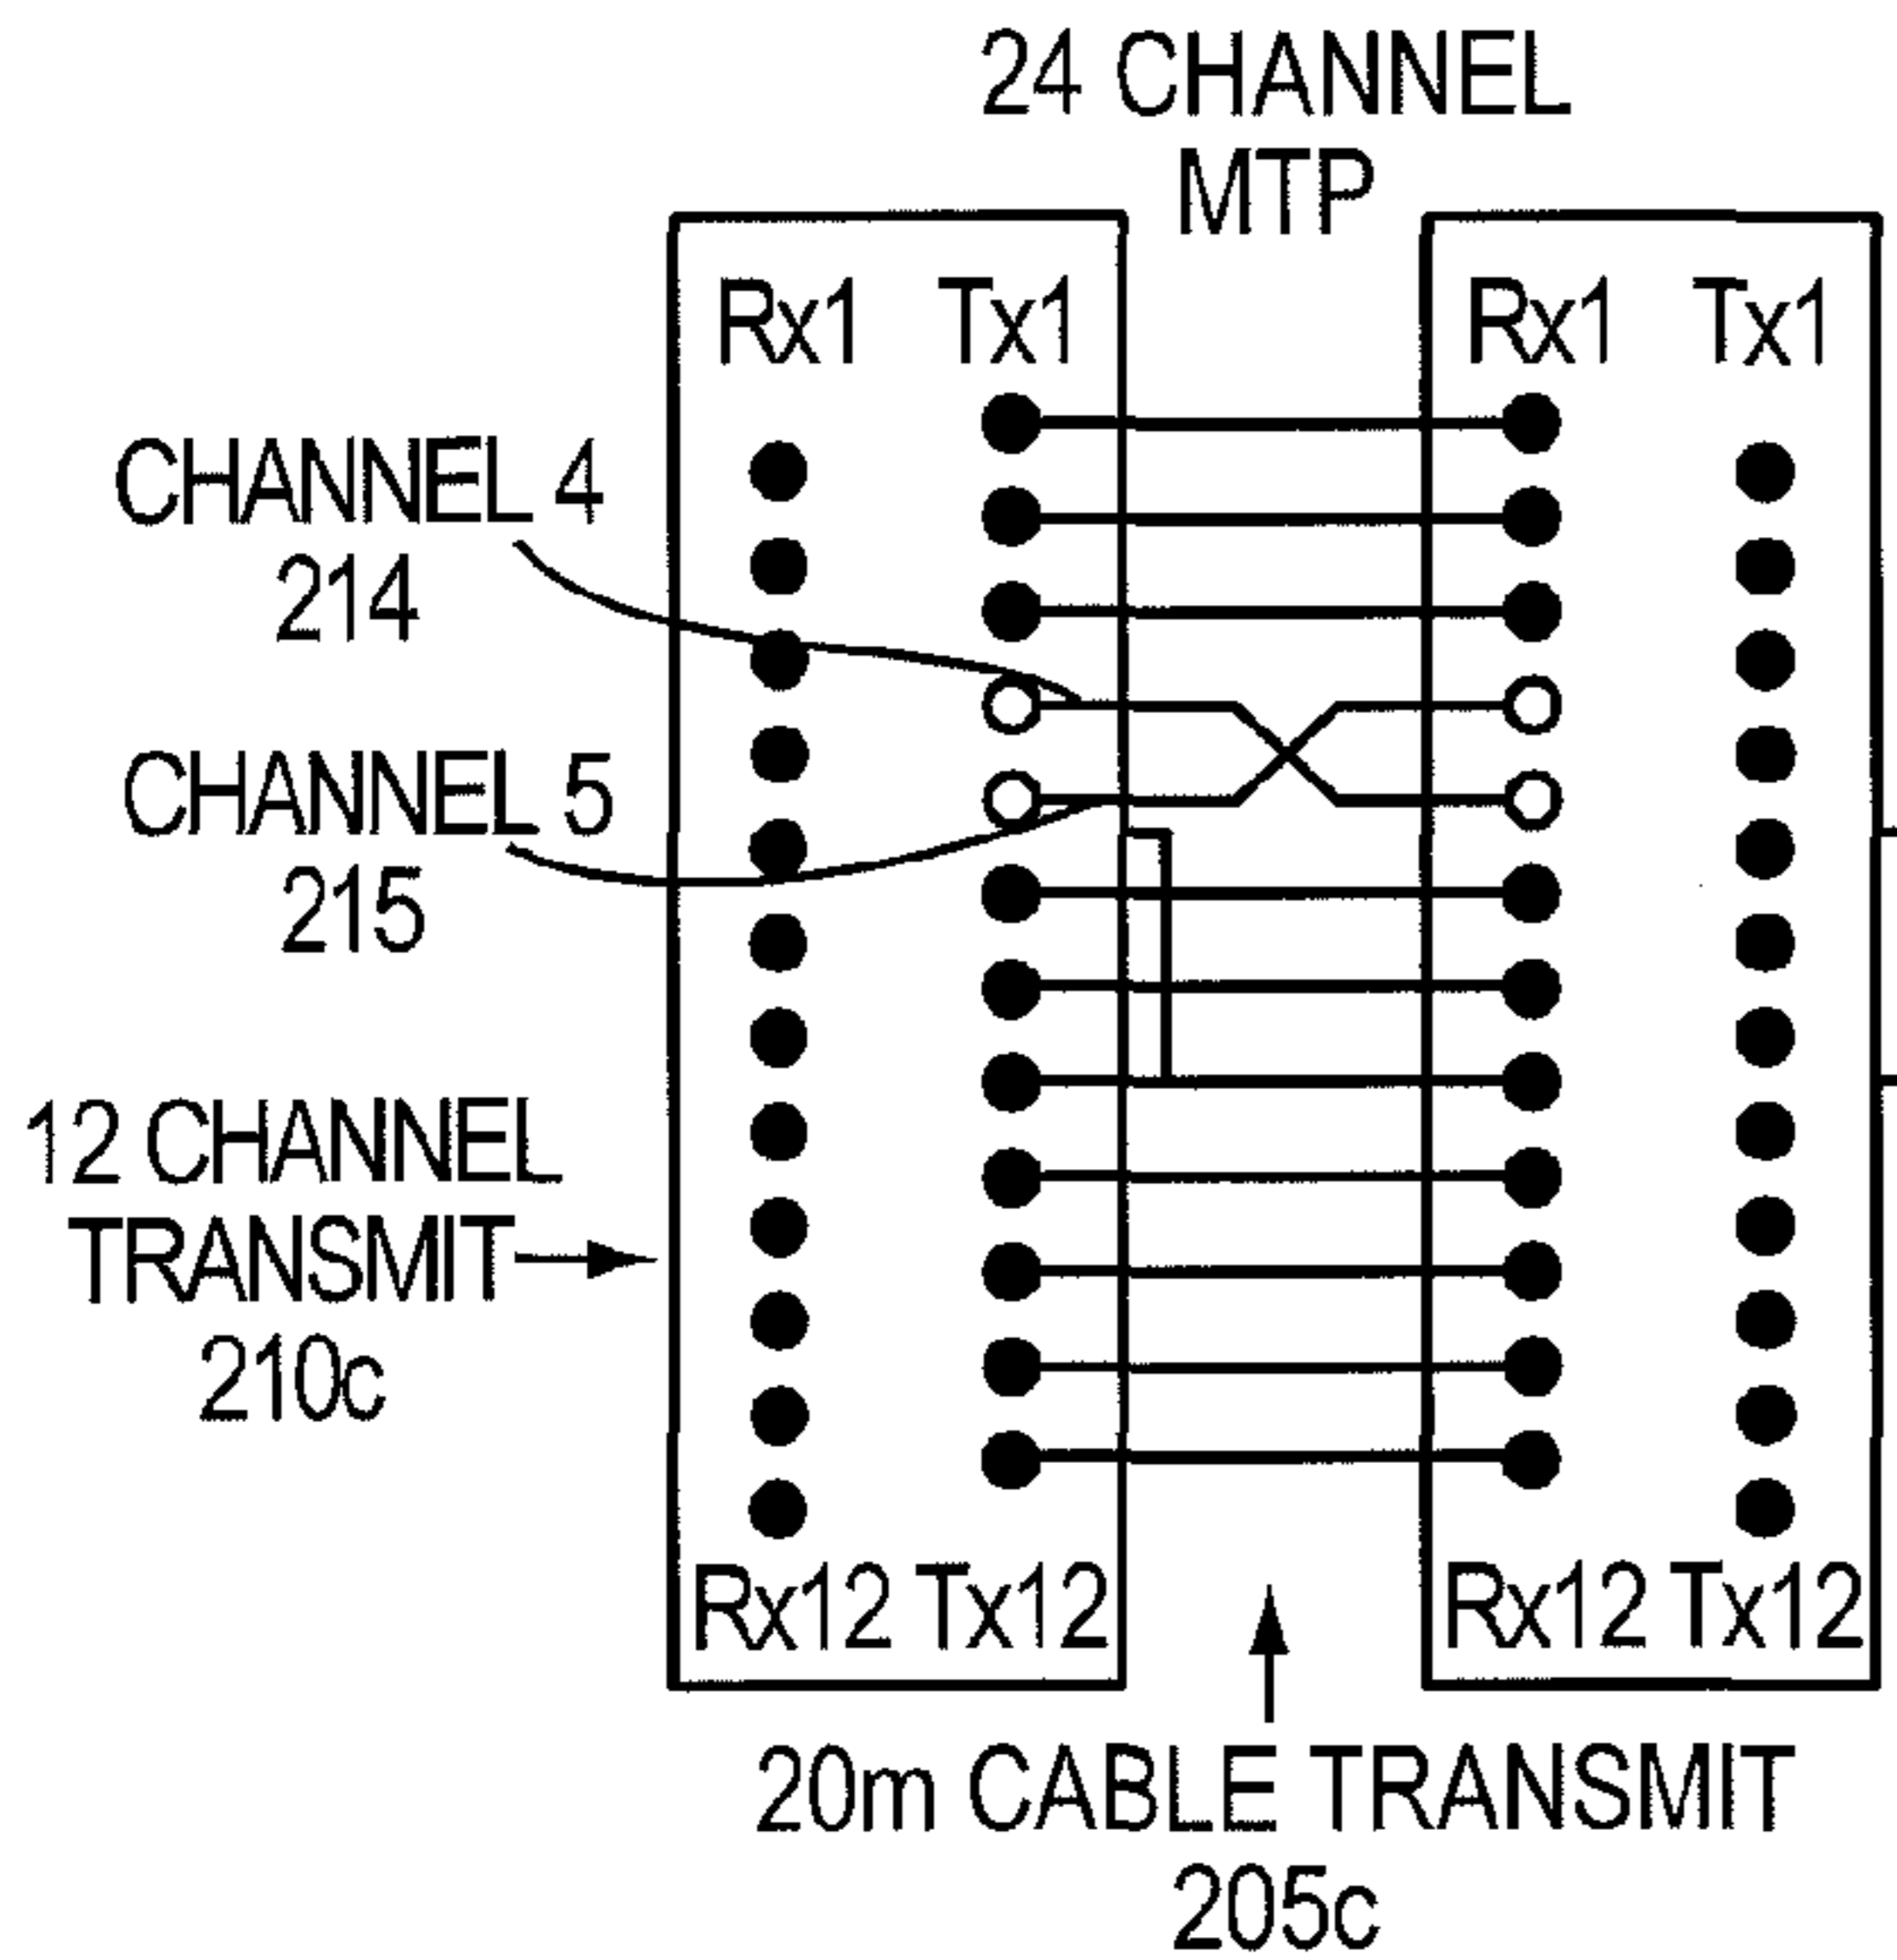 24 CHANNEL
MTP
Rx1 Tx1
Rx1 Tx1
CHANNEL 4
214
CHANNEL 5
215
12 CHANNEL
TRANSMIT
210c
Rx12 Tx12
Rx12 Tx12
20m CABLE TRANSMIT
205c